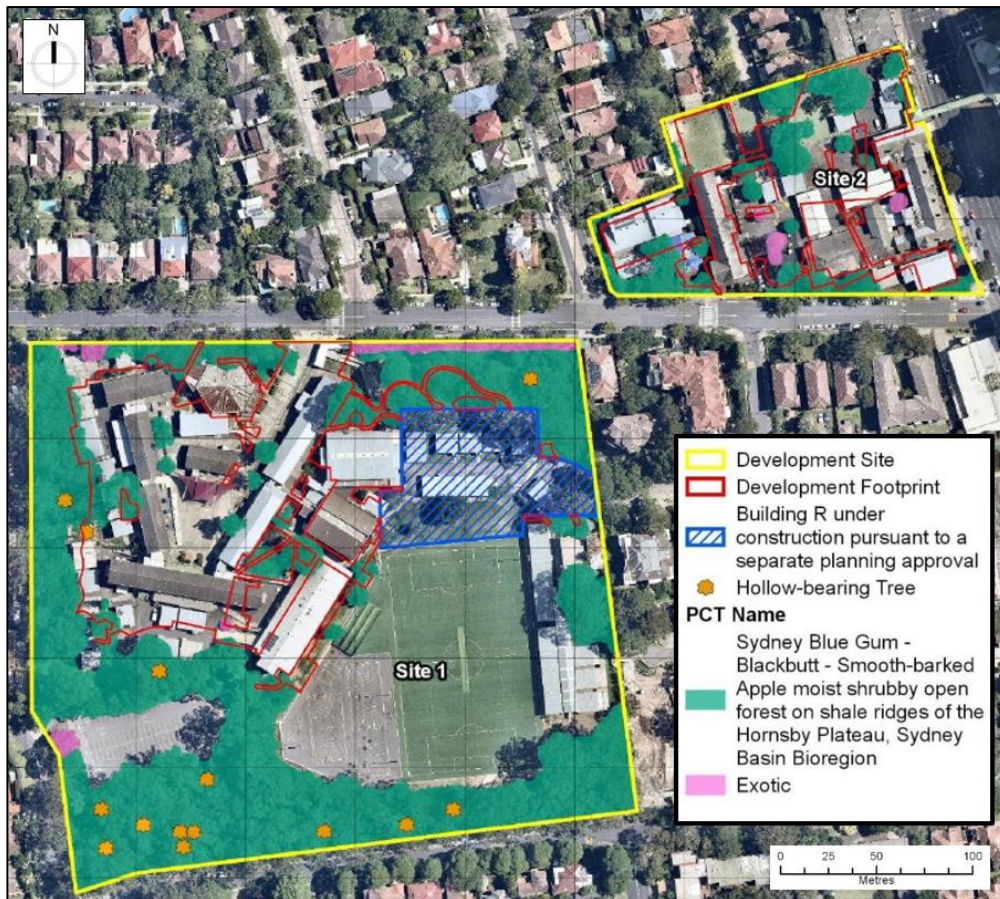 N
Site 2
Site 1
Development Site
Development Footprint
Building R under
construction pursuant to a
separate planning approval
Hollow-bearing Tree
PCT Name
Sydney Blue Gum -
Blackbutt - Smooth-barked
Apple moist shrubby open
forest on shale ridges of the
Hornsby Plateau, Sydney
Basin Bioregion
Exotic
0 25 50 100
Metres